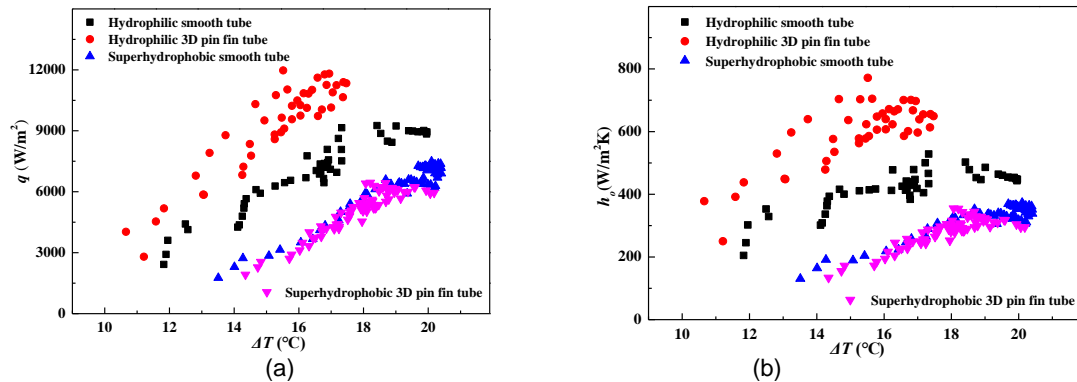 Hydrophilic smooth tube
Hydrophilic 3D pin fin tube
Superhydrophobic smooth tube
12000
9000
6000
3000
0
q (W/m²)
Superhydrophobic 3D pin fin tube
10 12 14 16 18 20
ΔT (°C)
(a)
Hydrophilic smooth tube
Hydrophilic 3D pin fin tube
Superhydrophobic smooth tube
800
600
400
200
0
hₒ (W/m²K)
Superhydrophobic 3D pin fin tube
10 12 14 16 18 20
ΔT (°C)
(b)